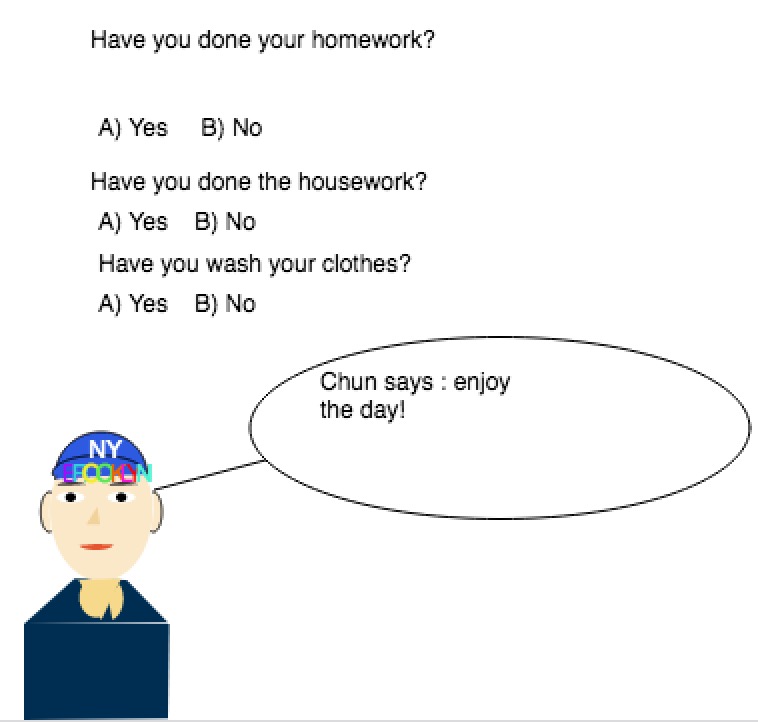 Have you done your homework?
A) Yes B) No
Have you done the housework?
A) Yes B) No
Have you wash your clothes?
A) Yes B) No
Chun says : enjoy
the day!
NY
BROOKLYN